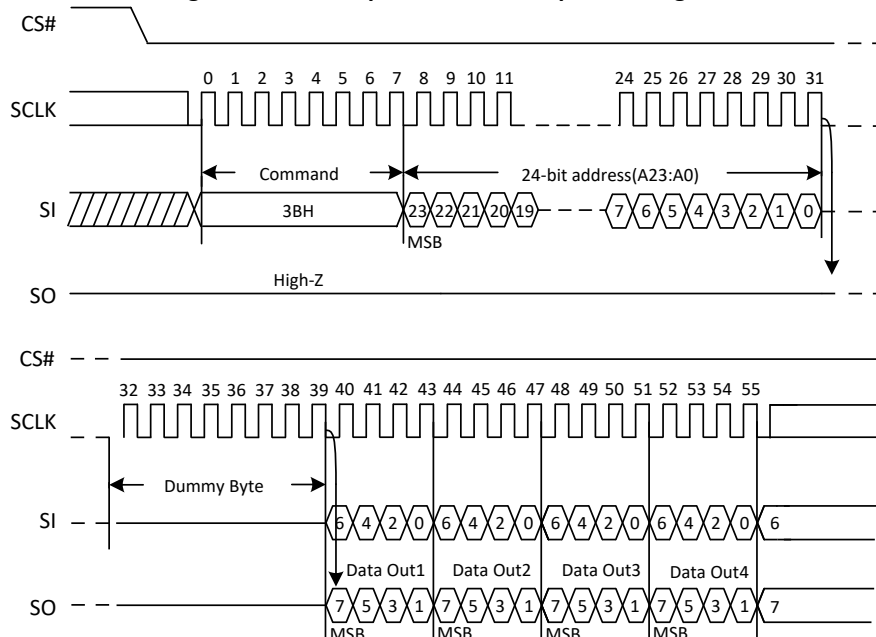 CS#
0 1 2 3 4 5 6 7 8 9 10 11 24 25 26 27 28 29 30 31
SCLK
Command 24-bit address(A23:A0)
SI 3BH 23 22 21 20 19 7 6 5 4 3 2 1 0
MSB
High-Z
SO
CS#
32 33 34 35 36 37 38 39 40 41 42 43 44 45 46 47 48 49 50 51 52 53 54 55
SCLK
Dummy Byte
SI 6 4 2 0 6 4 2 0 6 4 2 0 6 4 2 0 6
Data Out1 Data Out2 Data Out3 Data Out4
SO 7 5 3 1 7 5 3 1 7 5 3 1 7 5 3 1 7
MSB MSB MSB MSB